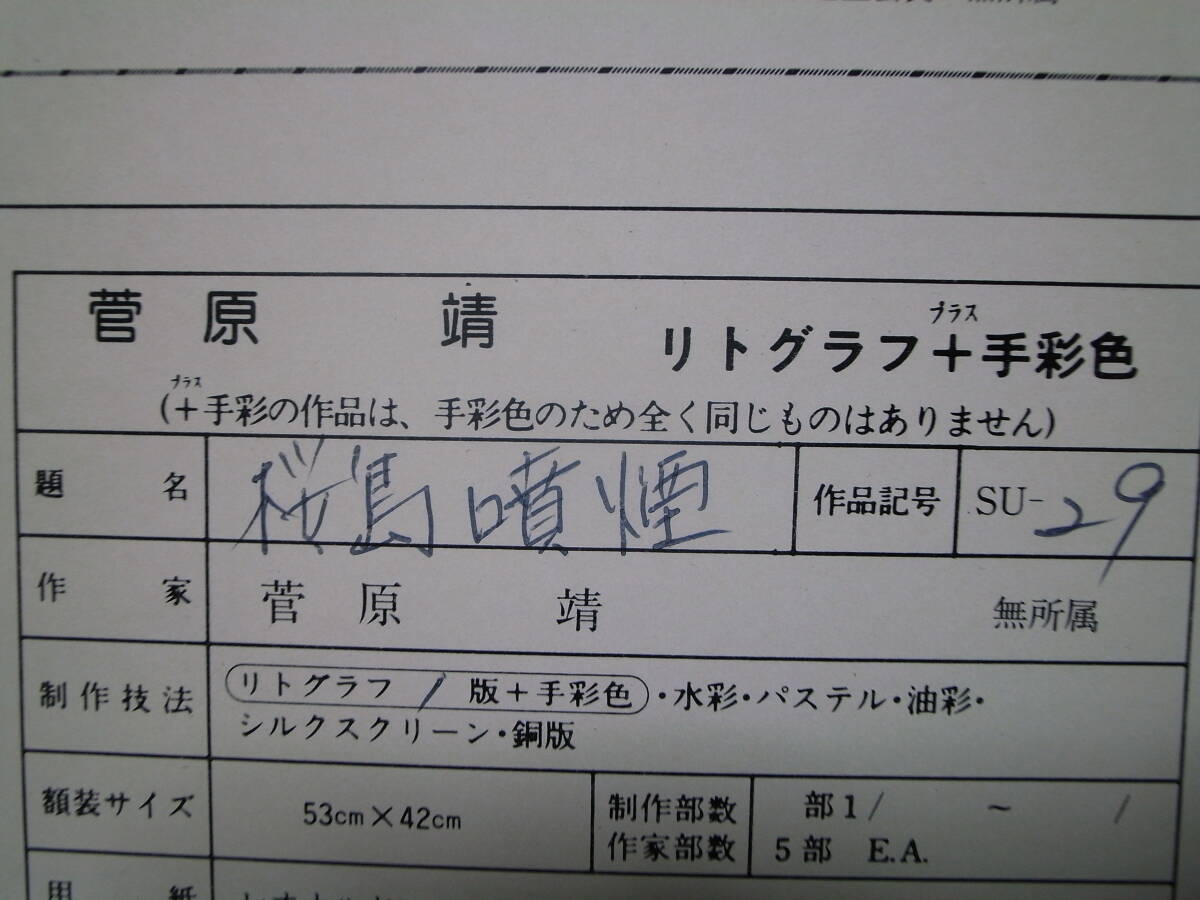 無所属
菅原 靖 リトグラフ+手彩色
プラス
プラス
(+手彩の作品は、手彩色のため全く同じものはありません)
題名 桜島噴煙 作品記号 SU-29
作家 菅原 靖 無所属
制作技法 リトグラフ / 版+手彩色・水彩・パステル・油彩・
シルクスクリーン・銅版
額装サイズ 53cm×42cm 制作部数 部1/ ~ /
作家部数 5部 E.A.
用紙